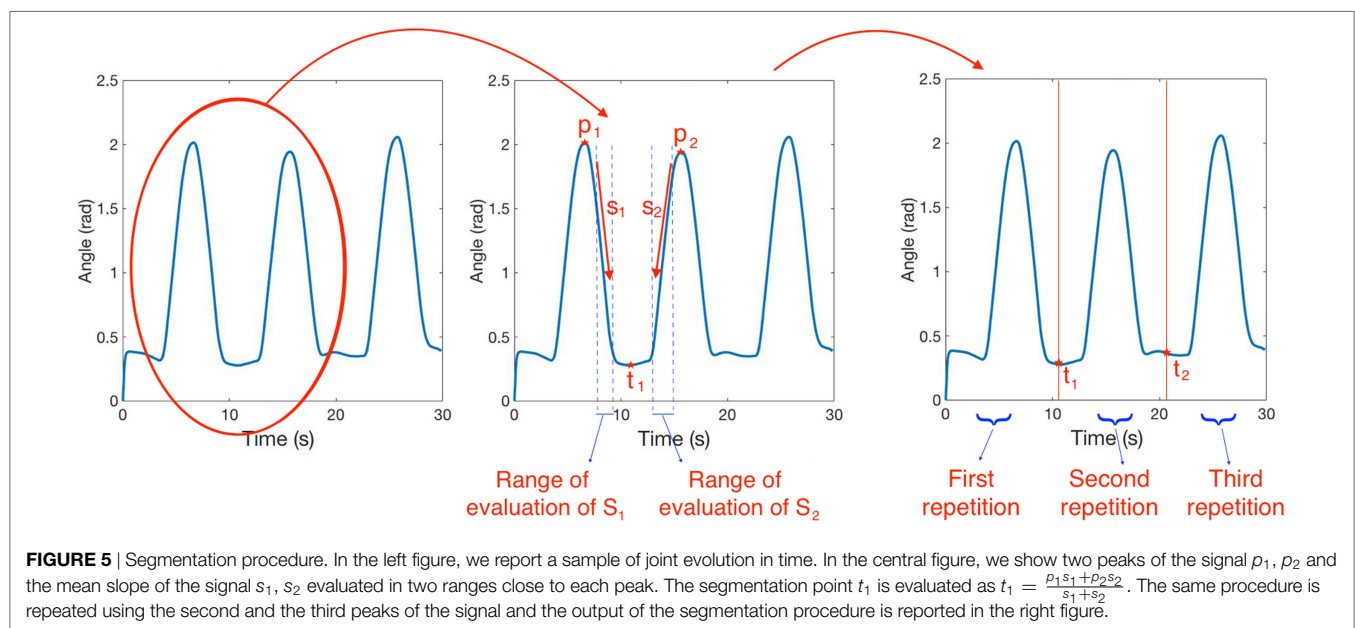 2.5
2
1.5
1
0.5
0
Angle (rad)
0 10 20 30
Time (s)
2.5
2
1.5
1
0.5
0
Angle (rad)
p₁ p₂
s₁ s₂
t₁
0 10 20 30
Time (s)
Range of
evaluation of S₁
Range of
evaluation of S₂
2.5
2
1.5
1
0.5
0
Angle (rad)
t₁ t₂
0 10 20 30
Time (s)
First
repetition
Second
repetition
Third
repetition
FIGURE 5 | Segmentation procedure. In the left figure, we report a sample of joint evolution in time. In the central figure, we show two peaks of the signal p₁, p₂ and
the mean slope of the signal s₁, s₂ evaluated in two ranges close to each peak. The segmentation point t₁ is evaluated as t₁ = (p₁s₁+p₂s₂)/(s₁+s₂). The same procedure is
repeated using the second and the third peaks of the signal and the output of the segmentation procedure is reported in the right figure.